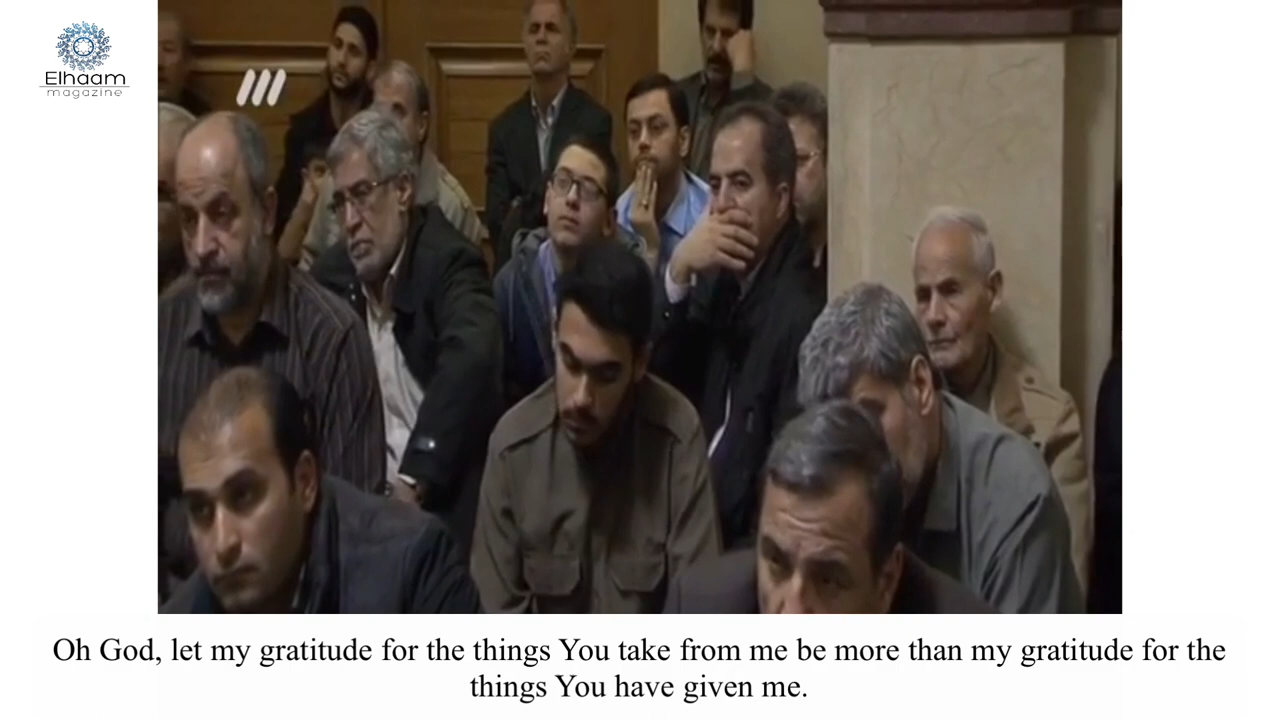 Elhaam
magazine
Oh God, let my gratitude for the things You take from me be more than my gratitude for the
things You have given me.